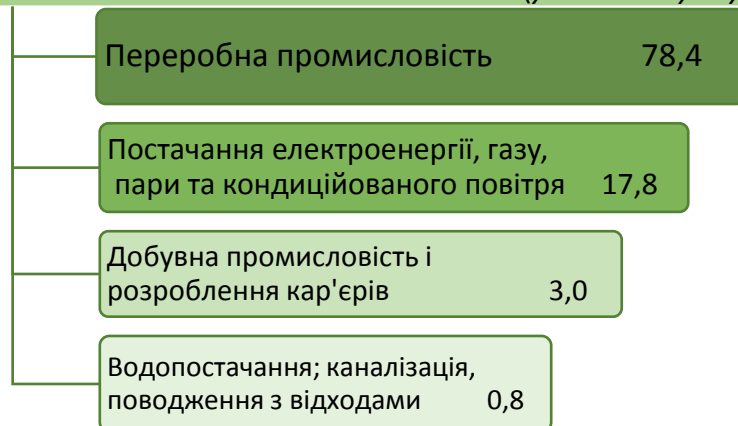 Переробна промисловість 78,4
Постачання електроенергії, газу,
пари та кондиційованого повітря 17,8
Добувна промисловість і
розроблення кар'єрів 3,0
Водопостачання; каналізація,
поводження з відходами 0,8